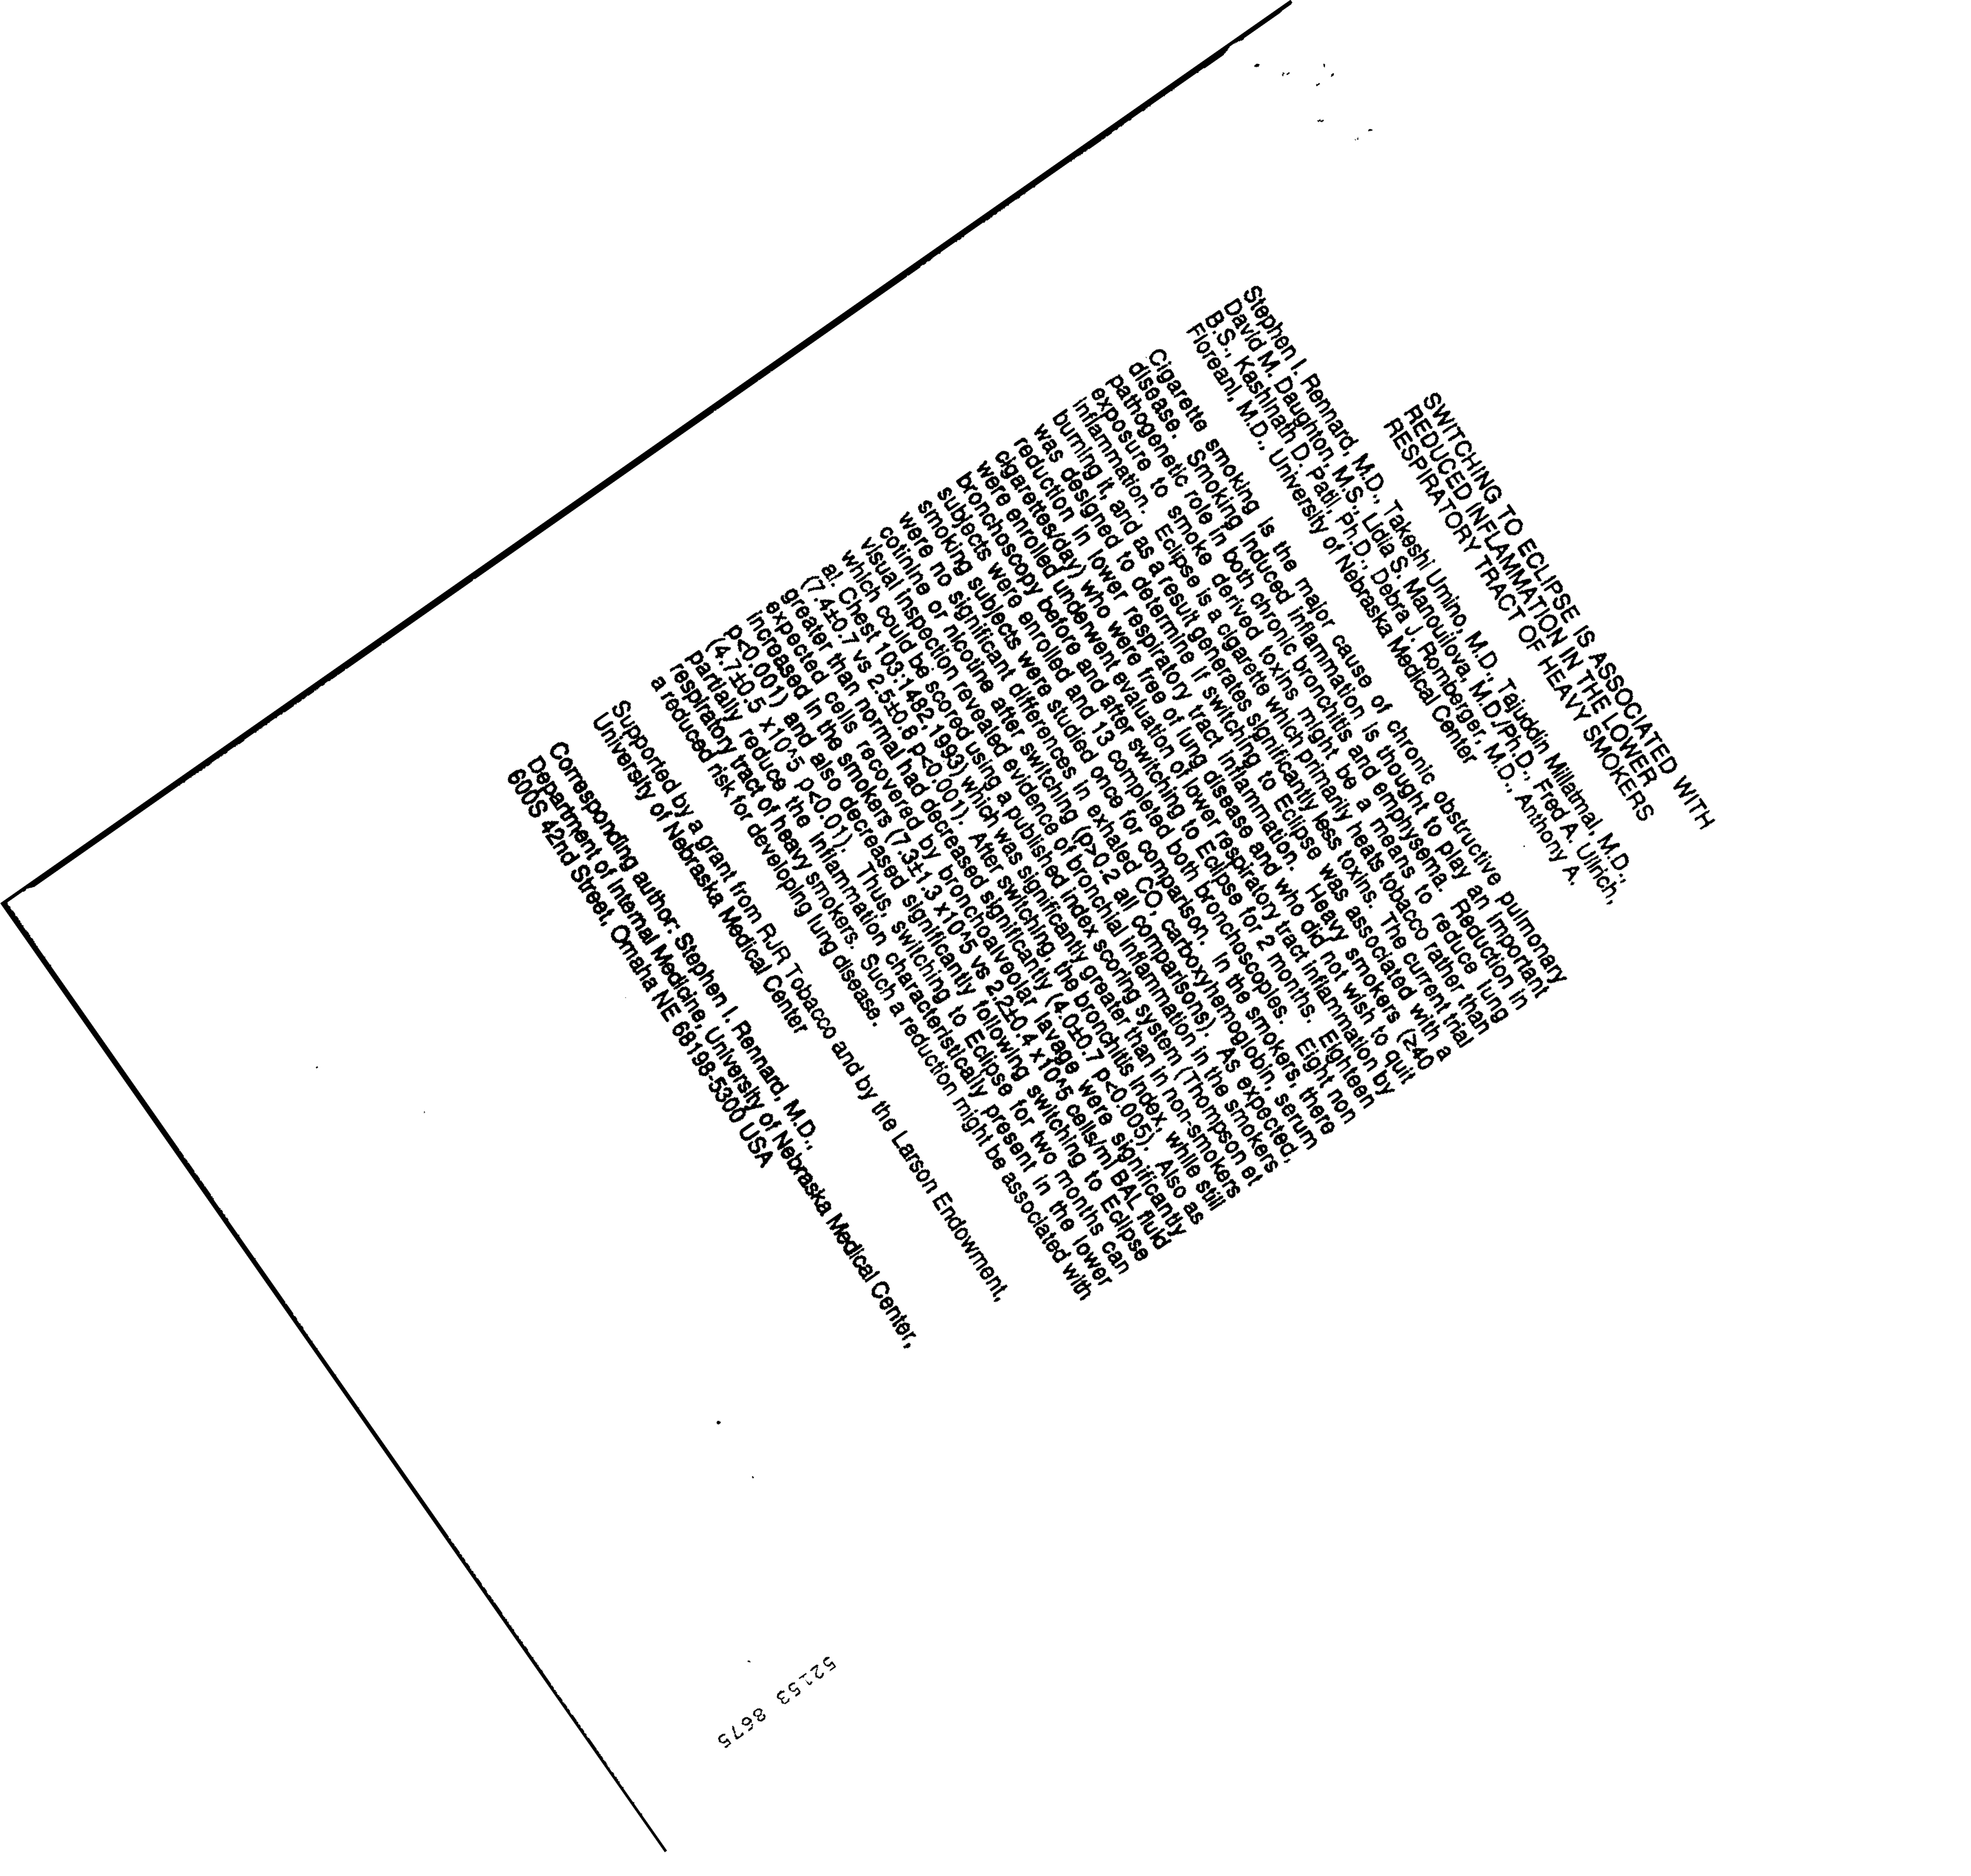 SWITCHING TO ECLIPSE IS ASSOCIATED WITH
REDUCED INFLAMMATION IN THE LOWER
RESPIRATORY TRACT OF HEAVY SMOKERS
Stephen I. Rennard, M.D., Takeshi Umino, M.D., Tajudin Millatmal, M.D.,
David M. Daughton, M.S., Lidia S. Manouilova, M.D./Ph.D., Fred A. Ullrich,
B.S., Kashinath D. Patil, Ph.D., Debra J. Romberger, M.D., Anthony A.
Floreani, M.D., University of Nebraska Medical Center
Cigarette smoking is the major cause of chronic obstructive pulmonary
disease. Smoking induced inflammation is thought to play an important
pathogenetic role in both chronic bronchitis and emphysema. Reduction in
exposure to smoke derived toxins might be a means to reduce lung
inflammation. Eclipse is a cigarette which primarily heats tobacco rather than
burning it, and as a result generates significantly less toxins. The current trial
was designed to determine if switching to Eclipse was associated with a
reduction in lower respiratory tract inflammation. Heavy smokers (≥40
cigarettes/day) who were free of lung disease and who did not wish to quit
were enrolled underwent evaluation of lower respiratory tract inflammation by
bronchoscopy before and after switching to Eclipse for 2 months. Eighteen
subjects were enrolled and 13 completed both bronchoscopies. Eight non
smoking subjects were studied once for comparison. In the smokers, there
were no significant differences in exhaled CO, carboxyhemoglobin, serum
cotinine or nicotine after switching (p>0.2 all comparisons). As expected,
visual inspection revealed evidence of bronchial inflammation in the smokers
which could be scored using a published index scoring system (Thompson et
al. Chest 103:1482,1993) which was significantly greater than in non-smokers
(7.4±0.7 vs 2.5±0.8 p<0.001). After switching, the bronchitis index, while still
greater than normal had decreased significantly (4.0±0.7 p<0.005). Also as
expected cells recovered by bronchoalveolar lavage were significantly
increased in the smokers (7.3±1.3 x10^5 vs 2.2±0.4 x10^5 cells/ml BAL fluid
p<0.001) and also decreased significantly following switching to Eclipse
(4.7±0.5 x10^5 p<0.01). Thus, switching to Eclipse for two months can
partially reduce the inflammation characteristically present in the lower
respiratory tract of heavy smokers. Such a reduction might be associated with
a reduced risk for developing lung disease.
Supported by a grant from RJR Tobacco and by the Larson Endowment,
University of Nebraska Medical Center
Corresponding author: Stephen I. Rennard, M.D.,
Department of Internal Medicine, University of Nebraska Medical Center,
600S 42nd Street, Omaha NE 68198-5300 USA
52153 8675